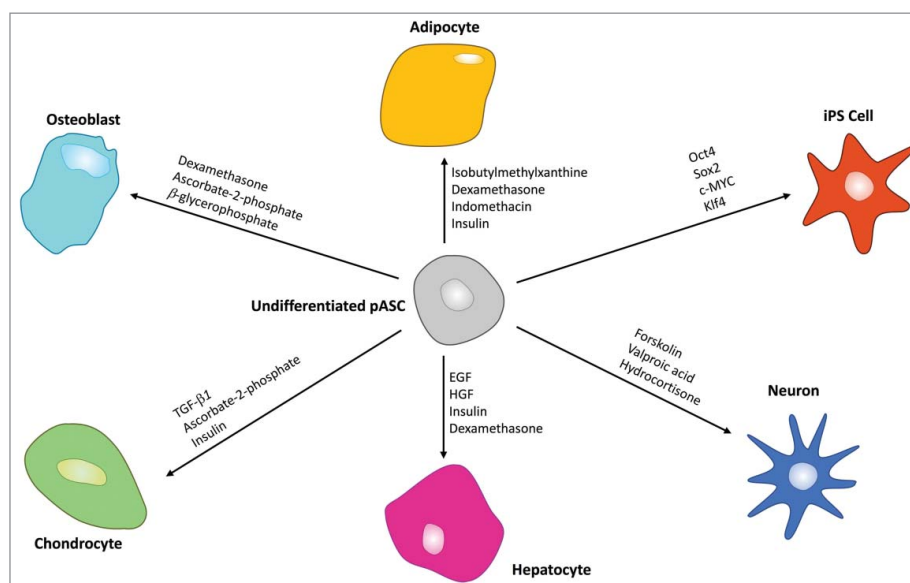 Adipocyte
Osteoblast
iPS Cell
Dexamethasone
Ascorbate-2-phosphate
β-glycerophosphate
Isobutylmethylxanthine
Dexamethasone
Indomethacin
Insulin
Oct4
Sox2
c-MYC
Klf4
Undifferentiated pASC
TGF-β1
Ascorbate-2-phosphate
Insulin
EGF
HGF
Insulin
Dexamethasone
Forskolin
Valproic acid
Hydrocortisone
Neuron
Chondrocyte
Hepatocyte